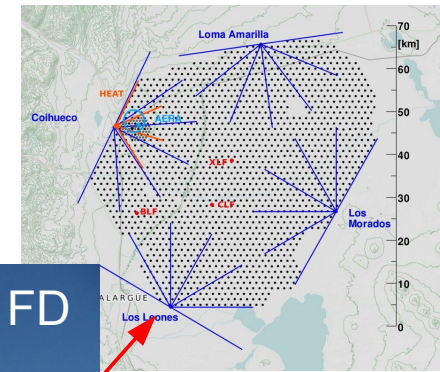 Loma Amarilla
70
[km]
HEAT
60
Coihueco
AERA
50
XLF
40
BLF
CLF
30
Los
Morados
20
10
ALARGÜE
Los Leones
0
FD